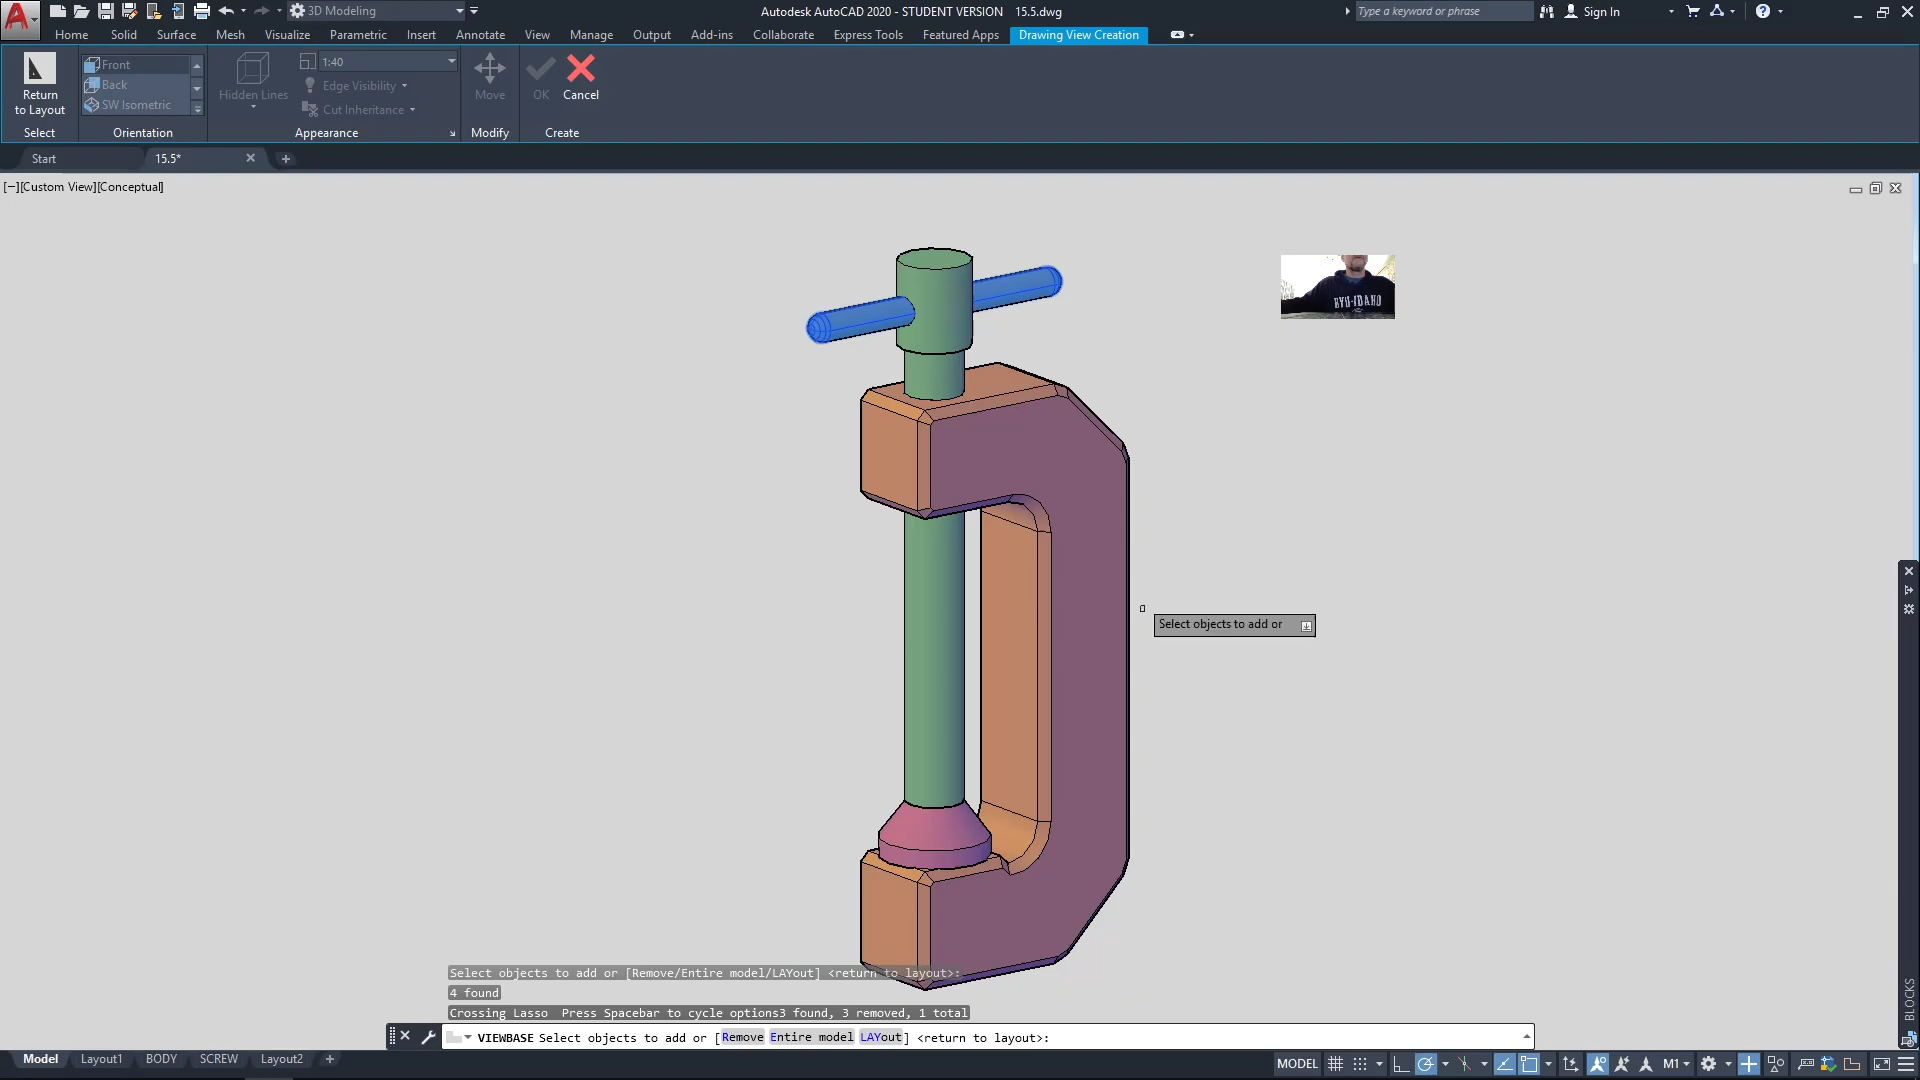 3D Modeling
Autodesk AutoCAD 2020 - STUDENT VERSION 15.5.dwg
Type a keyword or phrase
Sign In
Home Solid Surface Mesh Visualize Parametric Insert Annotate View Manage Output Add-ins Collaborate Express Tools Featured Apps Drawing View Creation
Return
to Layout
Front
Back
SW Isometric
Hidden Lines
1:40
Edge Visibility
Cut Inheritance
Move
OK
Cancel
Select Orientation Appearance Modify Create
Start 15.5*
[−][Custom View][Conceptual]
BYU-IDAHO
Select objects to add or
Select objects to add or [Remove/Entire model/LAYout] <return to layout>:
4 found
Crossing Lasso  Press Spacebar to cycle options3 found, 3 removed, 1 total
VIEWBASE Select objects to add or [Remove Entire model LAYout] <return to layout>:
BLOCKS
Model Layout1 BODY SCREW Layout2
MODEL
M1